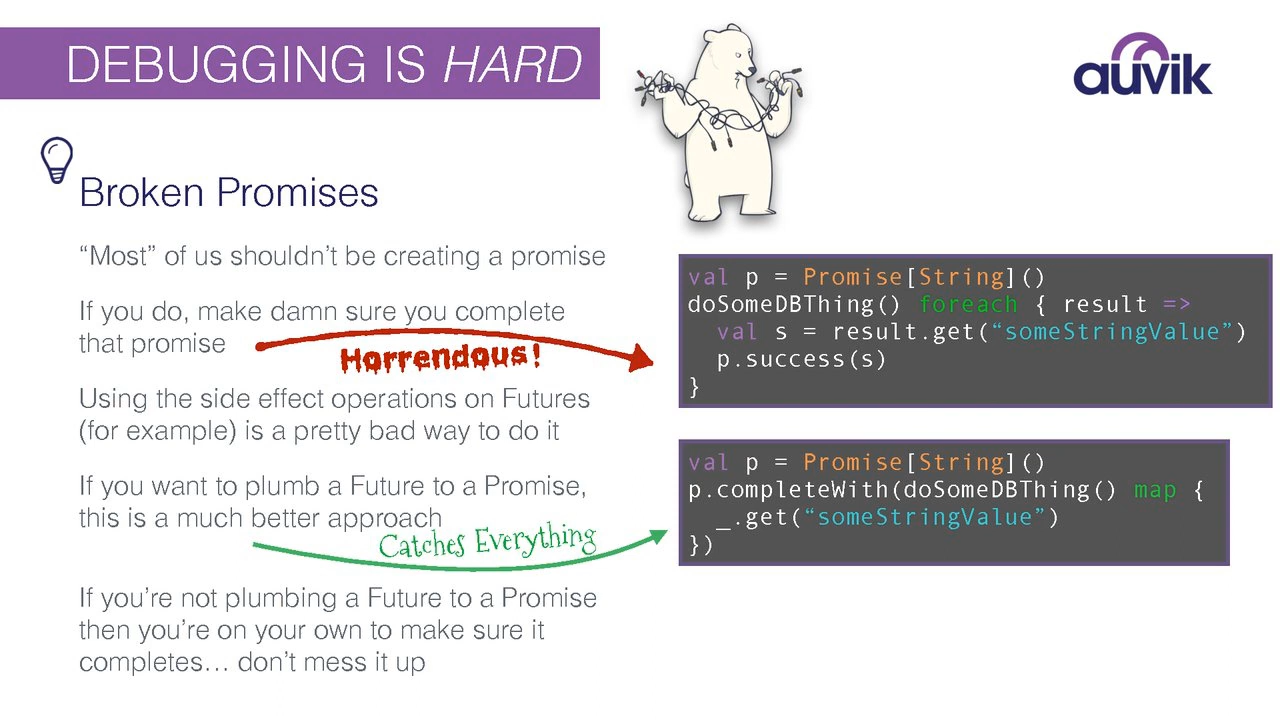 DEBUGGING IS HARD
auvik
Broken Promises
“Most” of us shouldn’t be creating a promise
If you do, make damn sure you complete
that promise
Horrendous!
Using the side effect operations on Futures
(for example) is a pretty bad way to do it
If you want to plumb a Future to a Promise,
this is a much better approach
Catches Everything
If you’re not plumbing a Future to a Promise
then you’re on your own to make sure it
completes… don’t mess it up
val p = Promise[String]()
doSomeDBThing() foreach { result =>
  val s = result.get(“someStringValue”)
  p.success(s)
}
val p = Promise[String]()
p.completeWith(doSomeDBThing() map {
  _.get(“someStringValue”)
})